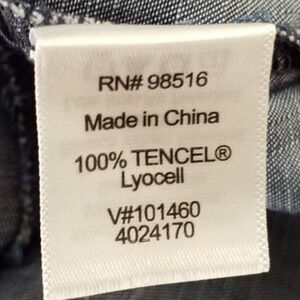 RN# 98516
Made in China
100% TENCEL®
Lyocell
V#101460
4024170